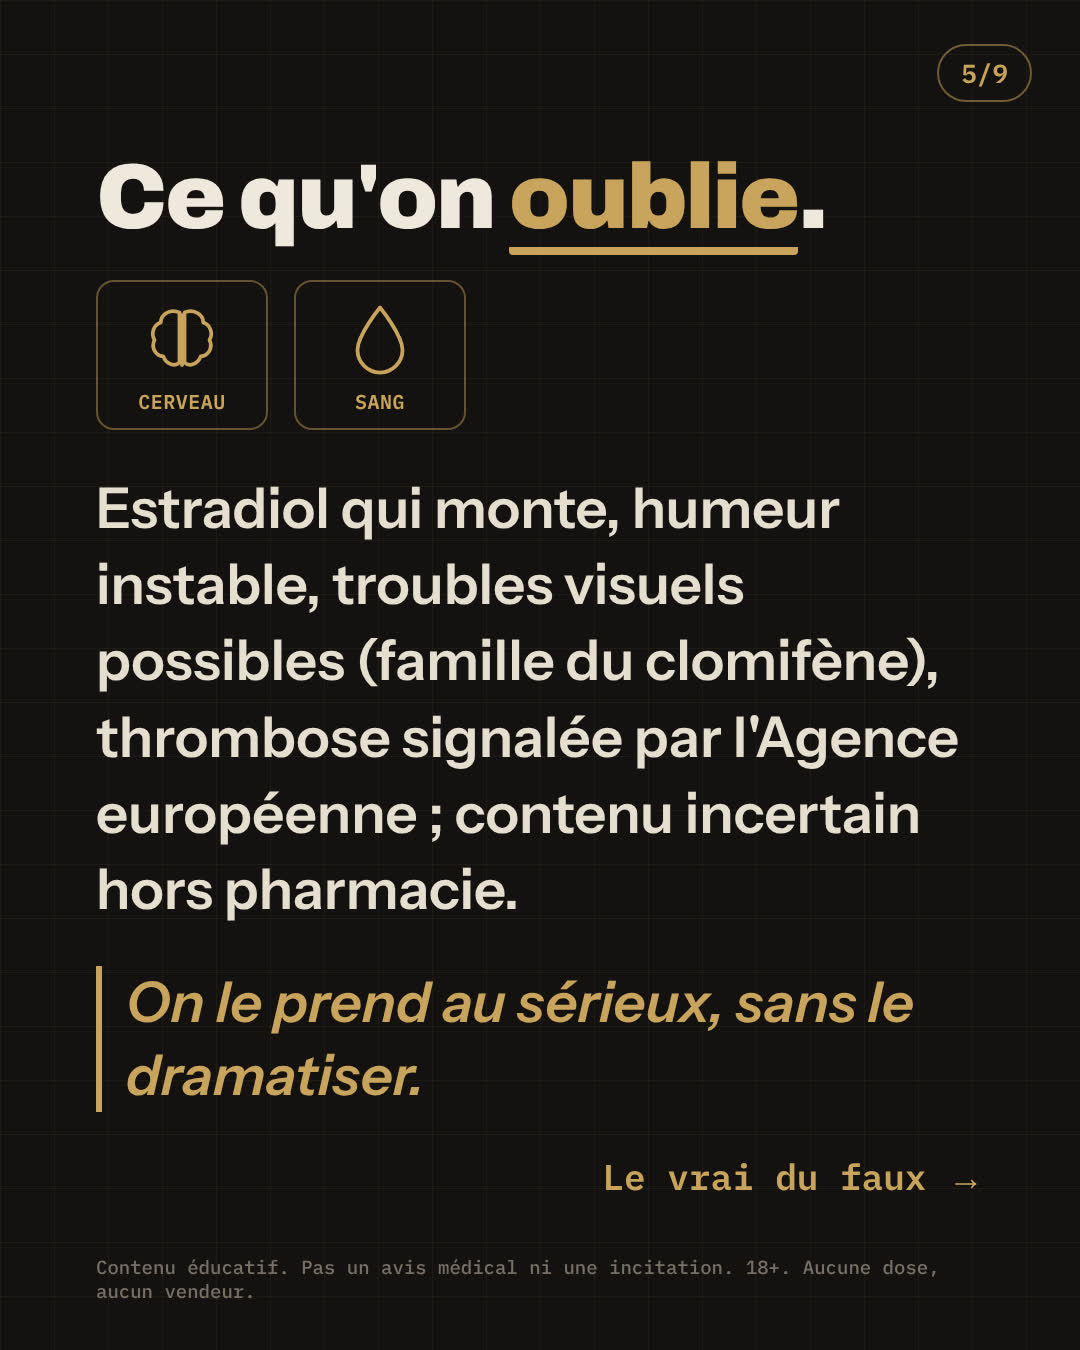 5/9
Ce qu'on oublie.
CERVEAU
SANG
Estradiol qui monte, humeur
instable, troubles visuels
possibles (famille du clomifène),
thrombose signalée par l'Agence
européenne ; contenu incertain
hors pharmacie.
On le prend au sérieux, sans le
dramatiser.
Le vrai du faux →
Contenu éducatif. Pas un avis médical ni une incitation. 18+. Aucune dose,
aucun vendeur.